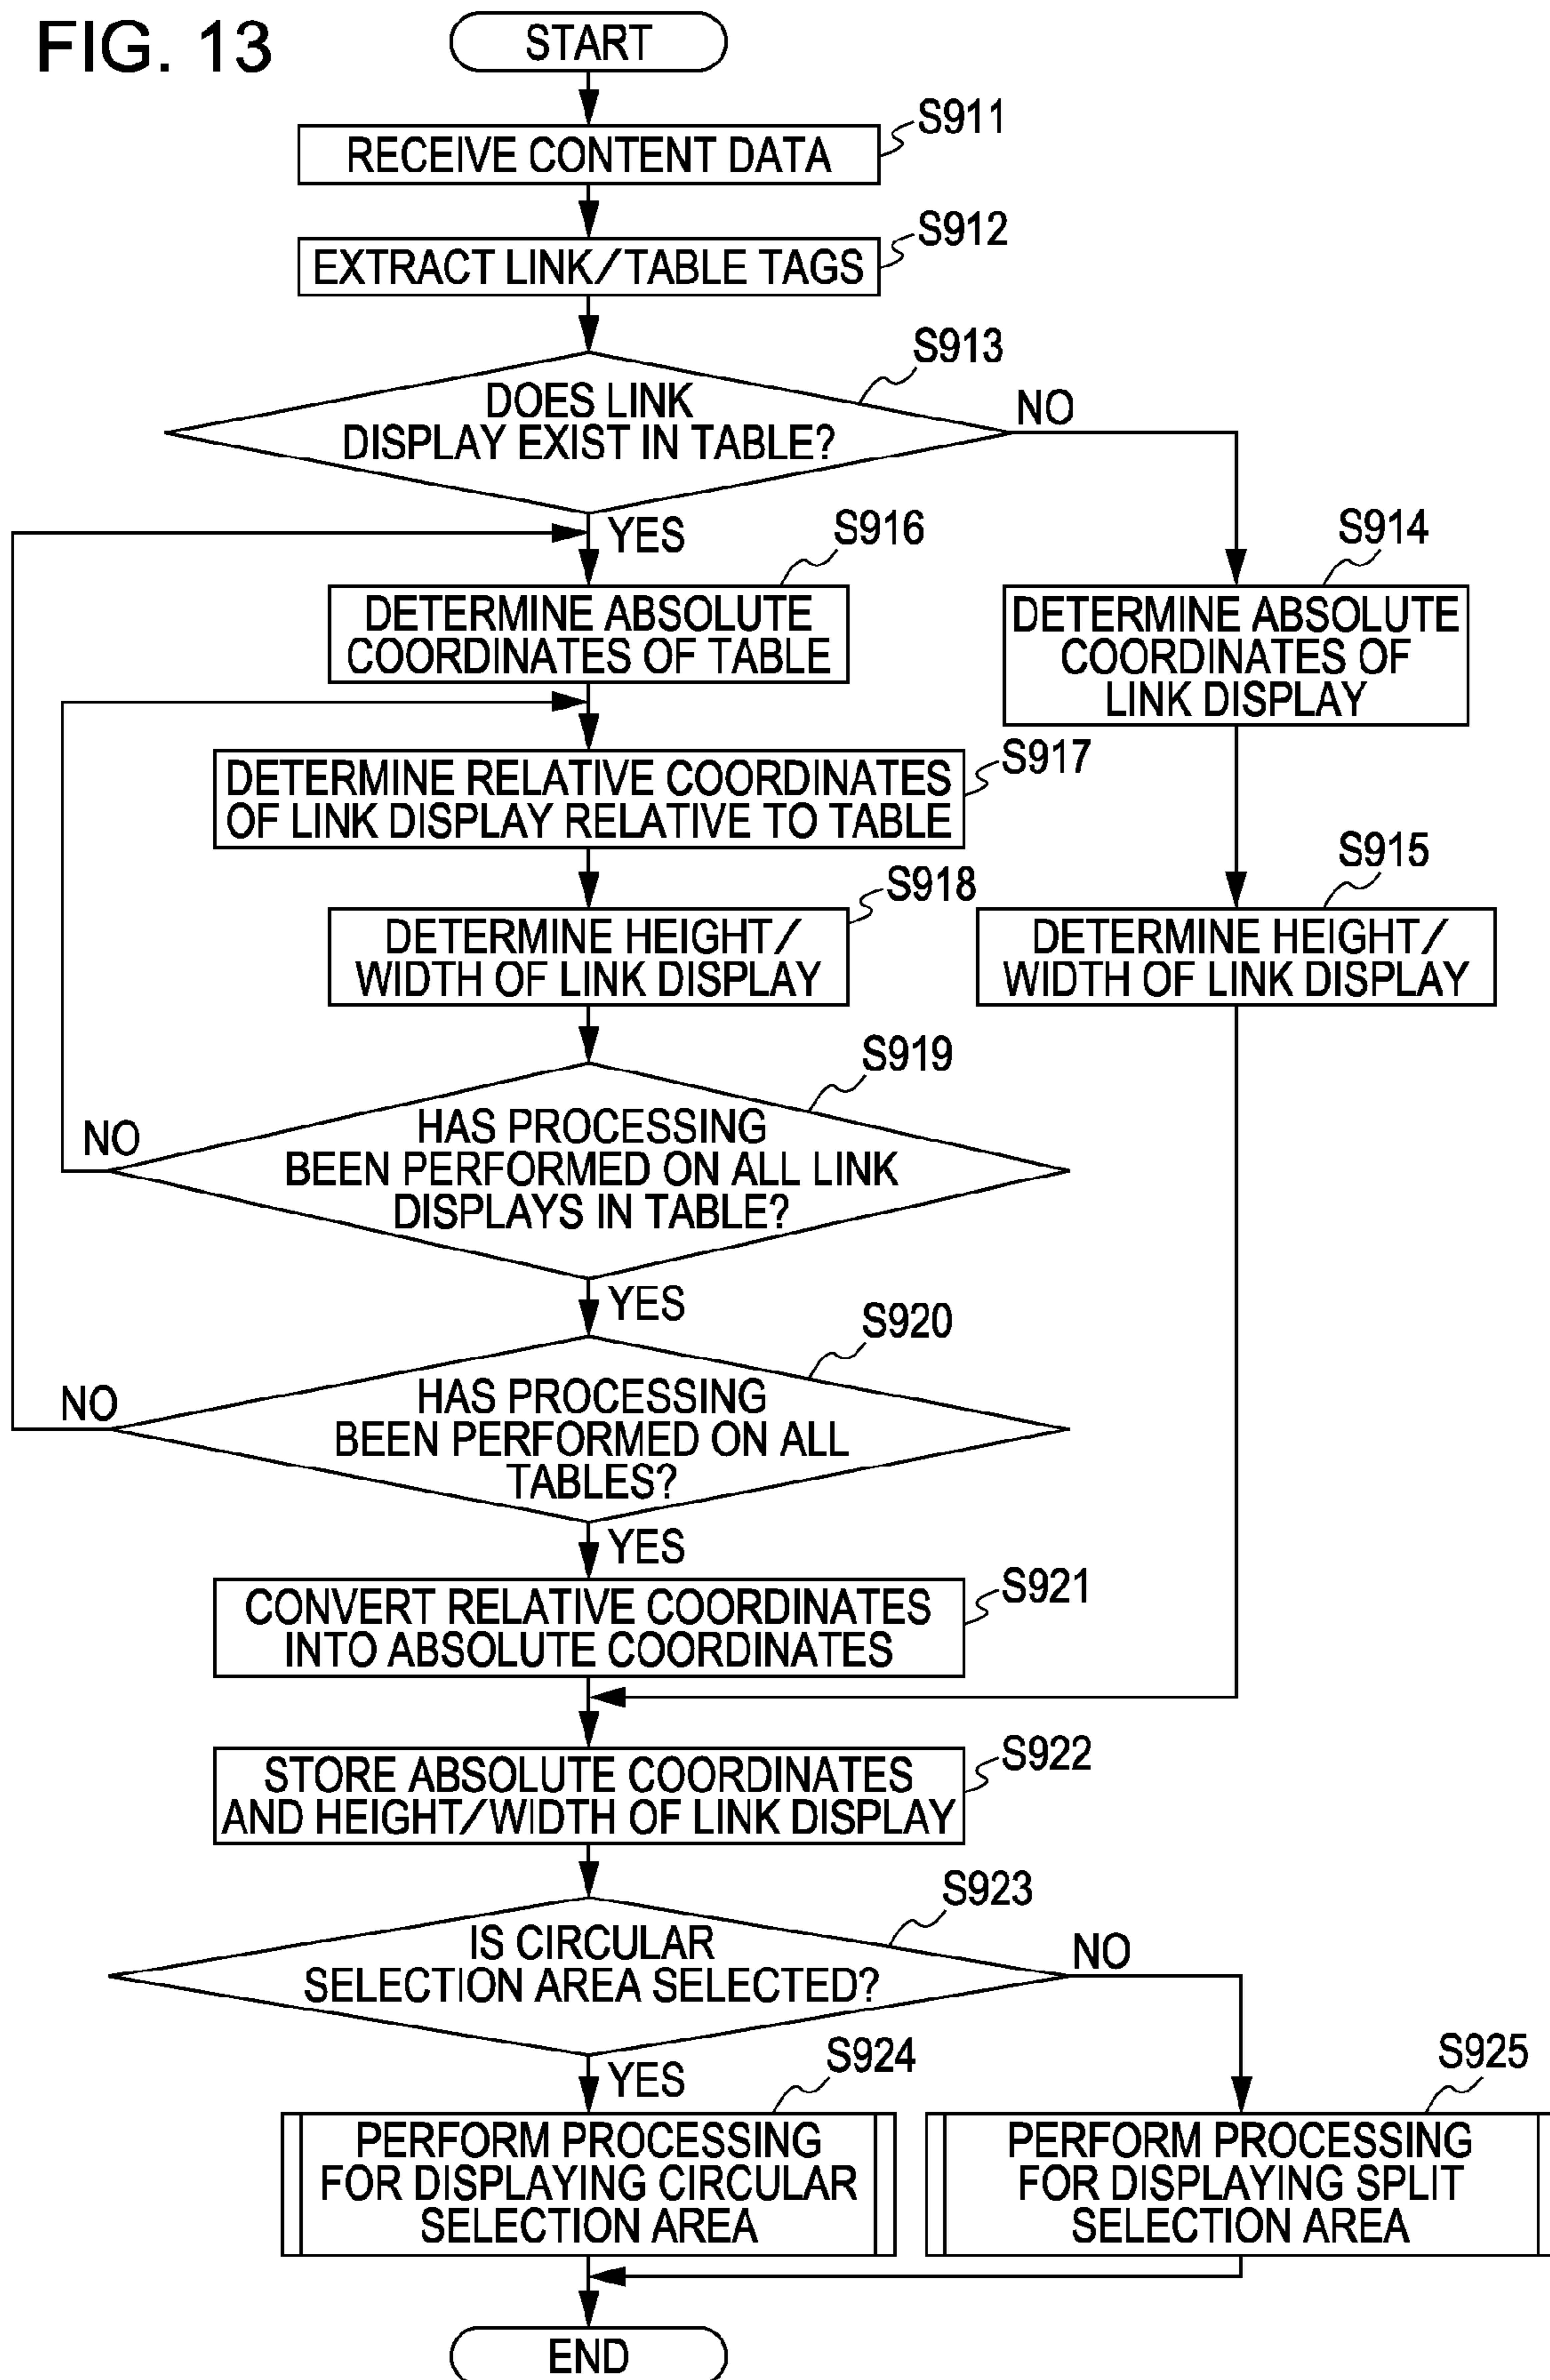 FIG. 13
START
S911
RECEIVE CONTENT DATA
S912
EXTRACT LINK/TABLE TAGS
S913
DOES LINK
DISPLAY EXIST IN TABLE?
NO
YES
S916
DETERMINE ABSOLUTE
COORDINATES OF TABLE
S914
DETERMINE ABSOLUTE
COORDINATES OF
LINK DISPLAY
S917
DETERMINE RELATIVE COORDINATES
OF LINK DISPLAY RELATIVE TO TABLE
S918
DETERMINE HEIGHT/
WIDTH OF LINK DISPLAY
S915
DETERMINE HEIGHT/
WIDTH OF LINK DISPLAY
S919
HAS PROCESSING
BEEN PERFORMED ON ALL LINK
DISPLAYS IN TABLE?
NO
YES
S920
HAS PROCESSING
BEEN PERFORMED ON ALL
TABLES?
NO
YES
S921
CONVERT RELATIVE COORDINATES
INTO ABSOLUTE COORDINATES
S922
STORE ABSOLUTE COORDINATES
AND HEIGHT/WIDTH OF LINK DISPLAY
S923
IS CIRCULAR
SELECTION AREA SELECTED?
NO
YES
S924
PERFORM PROCESSING
FOR DISPLAYING CIRCULAR
SELECTION AREA
S925
PERFORM PROCESSING
FOR DISPLAYING SPLIT
SELECTION AREA
END